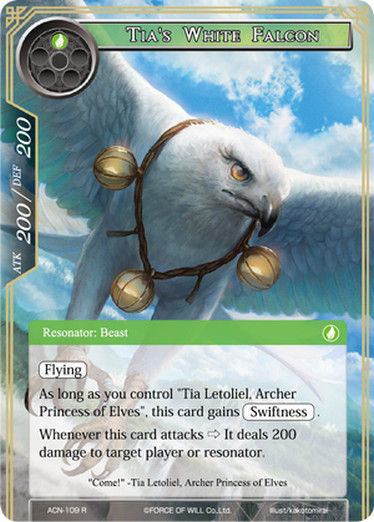 Tia's White Falcon
ATK 200 / DEF 200
Resonator: Beast
Flying
As long as you control "Tia Letoliel, Archer
Princess of Elves", this card gains Swiftness .
Whenever this card attacks ⇨ It deals 200
damage to target player or resonator.
"Come!" -Tia Letoliel, Archer Princess of Elves
ACN-109 R ©FORCE OF WILL Co.,Ltd. Illust/kakotomirai